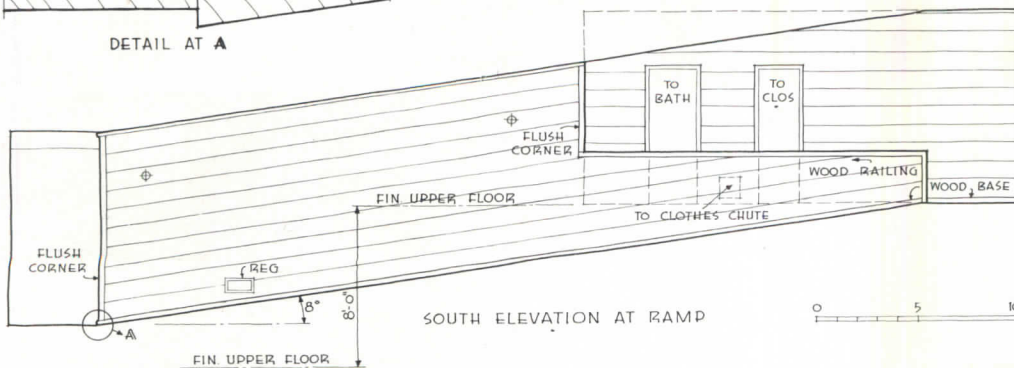 DETAIL AT A
TO
BATH
TO
CLOS
FLUSH
CORNER
WOOD RAILING
WOOD BASE
FIN. UPPER FLOOR
TO CLOTHES CHUTE
FLUSH
CORNER
REG
8°
8'-0"
SOUTH ELEVATION AT RAMP
0 5 10
A
FIN. UPPER FLOOR